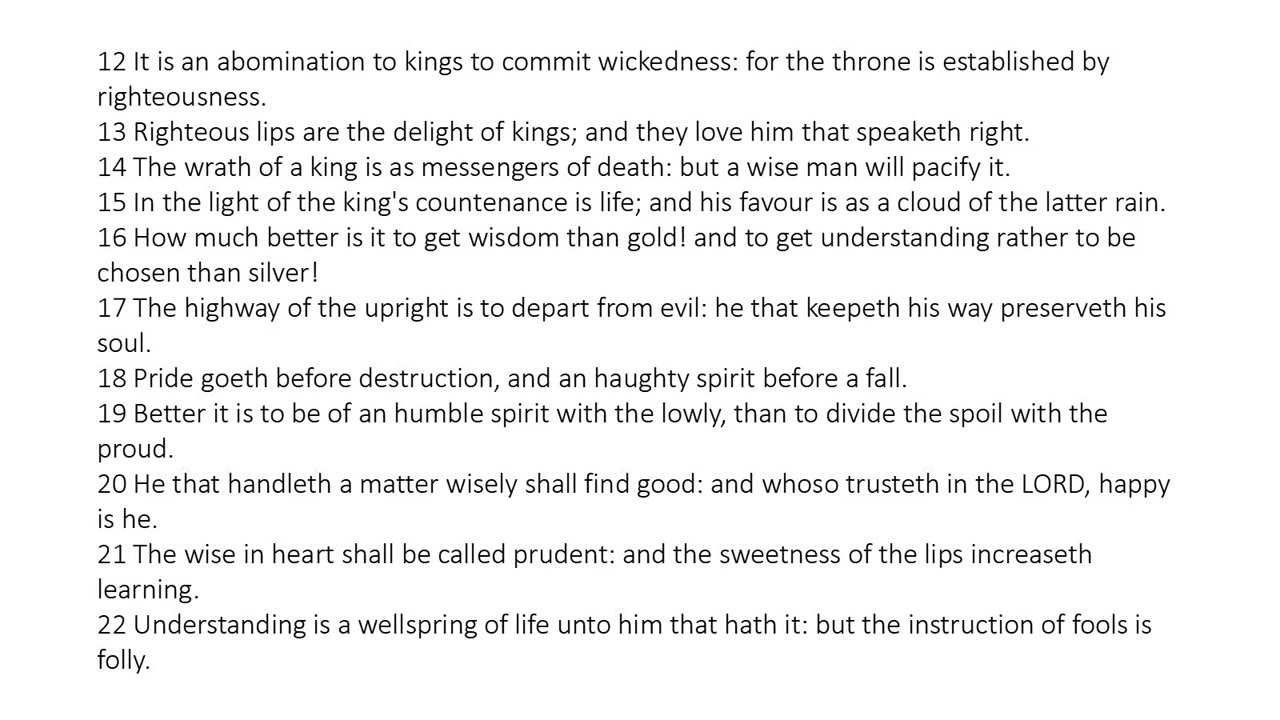 12 It is an abomination to kings to commit wickedness: for the throne is established by
righteousness.
13 Righteous lips are the delight of kings; and they love him that speaketh right.
14 The wrath of a king is as messengers of death: but a wise man will pacify it.
15 In the light of the king's countenance is life; and his favour is as a cloud of the latter rain.
16 How much better is it to get wisdom than gold! and to get understanding rather to be
chosen than silver!
17 The highway of the upright is to depart from evil: he that keepeth his way preserveth his
soul.
18 Pride goeth before destruction, and an haughty spirit before a fall.
19 Better it is to be of an humble spirit with the lowly, than to divide the spoil with the
proud.
20 He that handleth a matter wisely shall find good: and whoso trusteth in the LORD, happy
is he.
21 The wise in heart shall be called prudent: and the sweetness of the lips increaseth
learning.
22 Understanding is a wellspring of life unto him that hath it: but the instruction of fools is
folly.